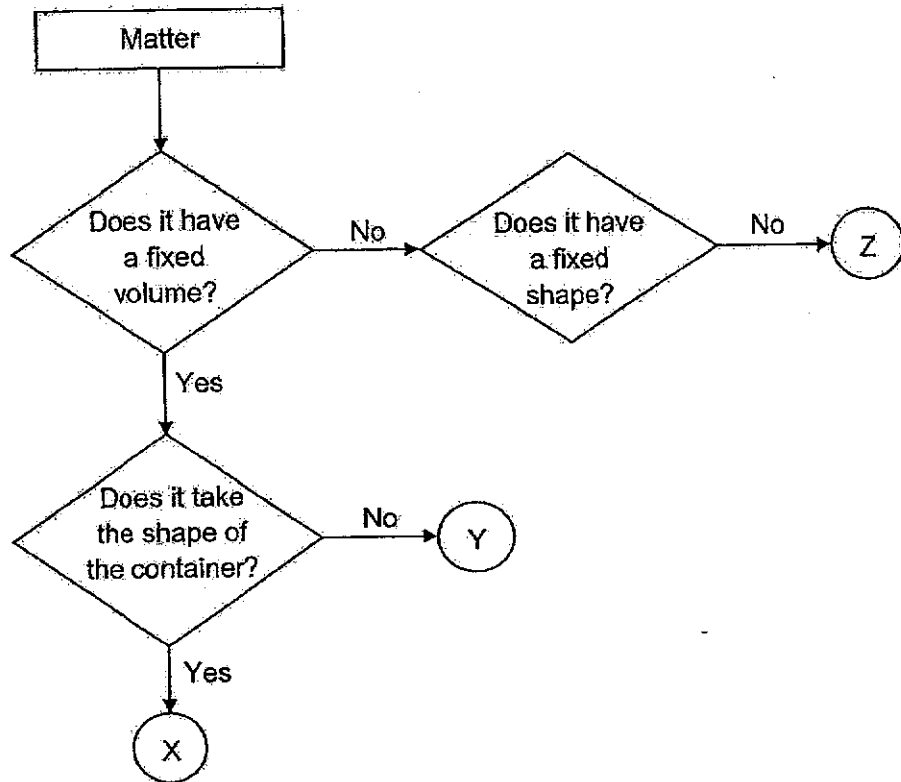 Matter
Does it have
a fixed
volume?
No
Does it have
a fixed
shape?
No
Z
Yes
Does it take
the shape of
the container?
No
Y
Yes
X